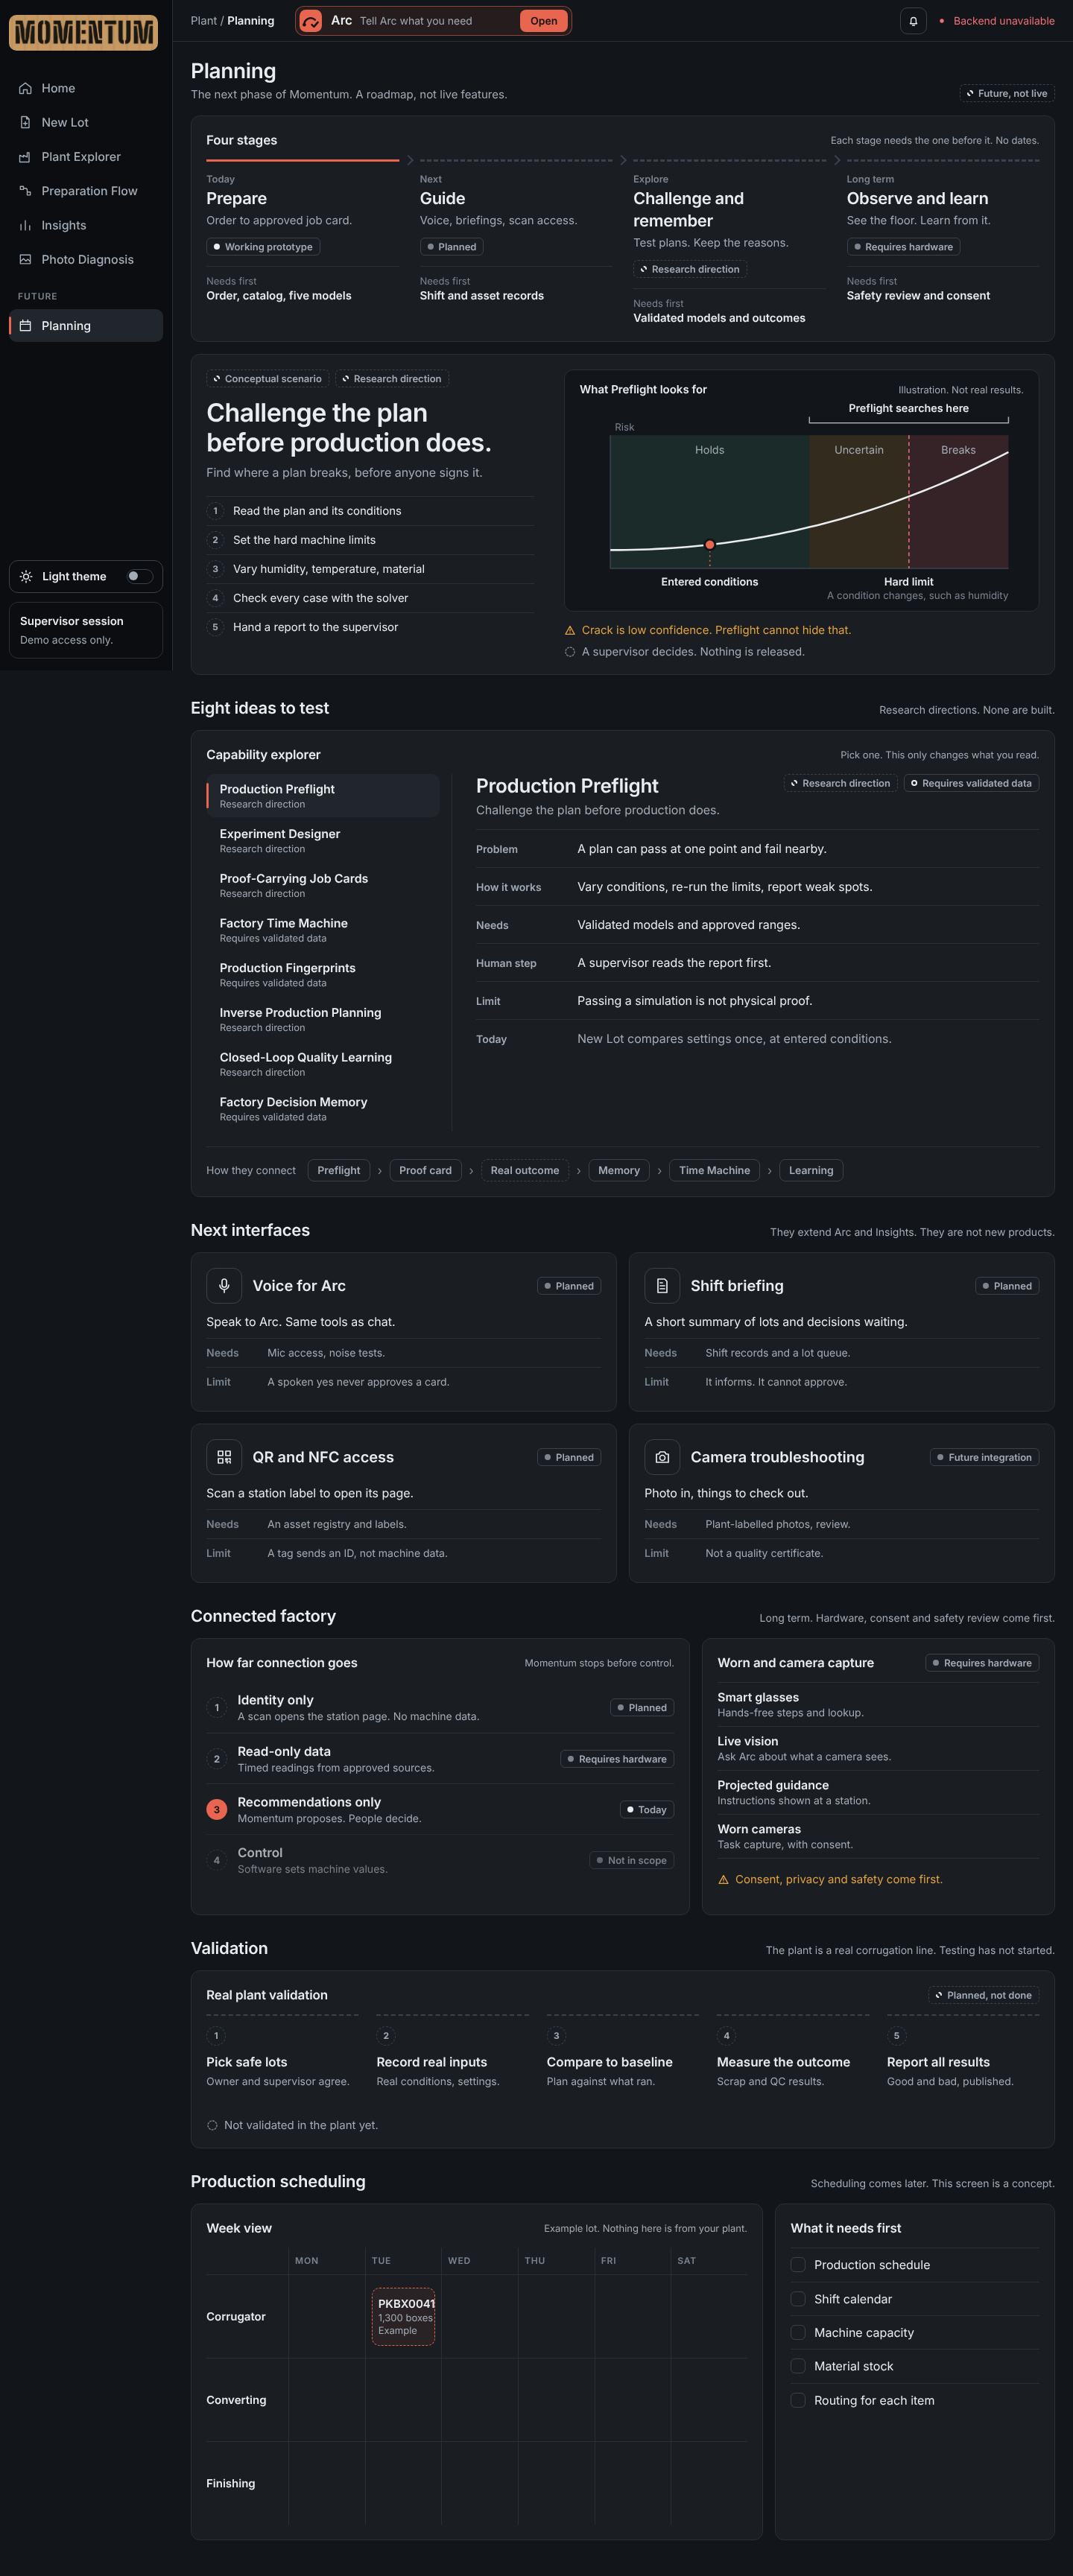 MOMENTUM
Home
New Lot
Plant Explorer
Preparation Flow
Insights
Photo Diagnosis
FUTURE
Planning
Light theme
Supervisor session
Demo access only.
Plant / Planning
Arc Tell Arc what you need Open
Backend unavailable
Planning
The next phase of Momentum. A roadmap, not live features.
Future, not live
Four stages
Each stage needs the one before it. No dates.
Today
Prepare
Order to approved job card.
Working prototype
Needs first
Order, catalog, five models
Next
Guide
Voice, briefings, scan access.
Planned
Needs first
Shift and asset records
Explore
Challenge and
remember
Test plans. Keep the reasons.
Research direction
Needs first
Validated models and outcomes
Long term
Observe and learn
See the floor. Learn from it.
Requires hardware
Needs first
Safety review and consent
Conceptual scenario
Research direction
Challenge the plan
before production does.
Find where a plan breaks, before anyone signs it.
1 Read the plan and its conditions
2 Set the hard machine limits
3 Vary humidity, temperature, material
4 Check every case with the solver
5 Hand a report to the supervisor
What Preflight looks for
Illustration. Not real results.
Preflight searches here
Risk
Holds
Uncertain
Breaks
Entered conditions
Hard limit
A condition changes, such as humidity
Crack is low confidence. Preflight cannot hide that.
A supervisor decides. Nothing is released.
Eight ideas to test
Research directions. None are built.
Capability explorer
Pick one. This only changes what you read.
Production Preflight
Research direction
Experiment Designer
Research direction
Proof-Carrying Job Cards
Research direction
Factory Time Machine
Requires validated data
Production Fingerprints
Requires validated data
Inverse Production Planning
Research direction
Closed-Loop Quality Learning
Research direction
Factory Decision Memory
Requires validated data
Production Preflight
Research direction
Requires validated data
Challenge the plan before production does.
Problem A plan can pass at one point and fail nearby.
How it works Vary conditions, re-run the limits, report weak spots.
Needs Validated models and approved ranges.
Human step A supervisor reads the report first.
Limit Passing a simulation is not physical proof.
Today New Lot compares settings once, at entered conditions.
How they connect Preflight › Proof card › Real outcome › Memory › Time Machine › Learning
Next interfaces
They extend Arc and Insights. They are not new products.
Voice for Arc
Planned
Speak to Arc. Same tools as chat.
Needs Mic access, noise tests.
Limit A spoken yes never approves a card.
Shift briefing
Planned
A short summary of lots and decisions waiting.
Needs Shift records and a lot queue.
Limit It informs. It cannot approve.
QR and NFC access
Planned
Scan a station label to open its page.
Needs An asset registry and labels.
Limit A tag sends an ID, not machine data.
Camera troubleshooting
Future integration
Photo in, things to check out.
Needs Plant-labelled photos, review.
Limit Not a quality certificate.
Connected factory
Long term. Hardware, consent and safety review come first.
How far connection goes
Momentum stops before control.
1 Identity only
A scan opens the station page. No machine data.
Planned
2 Read-only data
Timed readings from approved sources.
Requires hardware
3 Recommendations only
Momentum proposes. People decide.
Today
4 Control
Software sets machine values.
Not in scope
Worn and camera capture
Requires hardware
Smart glasses
Hands-free steps and lookup.
Live vision
Ask Arc about what a camera sees.
Projected guidance
Instructions shown at a station.
Worn cameras
Task capture, with consent.
Consent, privacy and safety come first.
Validation
The plant is a real corrugation line. Testing has not started.
Real plant validation
Planned, not done
1
Pick safe lots
Owner and supervisor agree.
2
Record real inputs
Real conditions, settings.
3
Compare to baseline
Plan against what ran.
4
Measure the outcome
Scrap and QC results.
5
Report all results
Good and bad, published.
Not validated in the plant yet.
Production scheduling
Scheduling comes later. This screen is a concept.
Week view
Example lot. Nothing here is from your plant.
MON TUE WED THU FRI SAT
Corrugator
PKBX0041
1,300 boxes
Example
Converting
Finishing
What it needs first
Production schedule
Shift calendar
Machine capacity
Material stock
Routing for each item